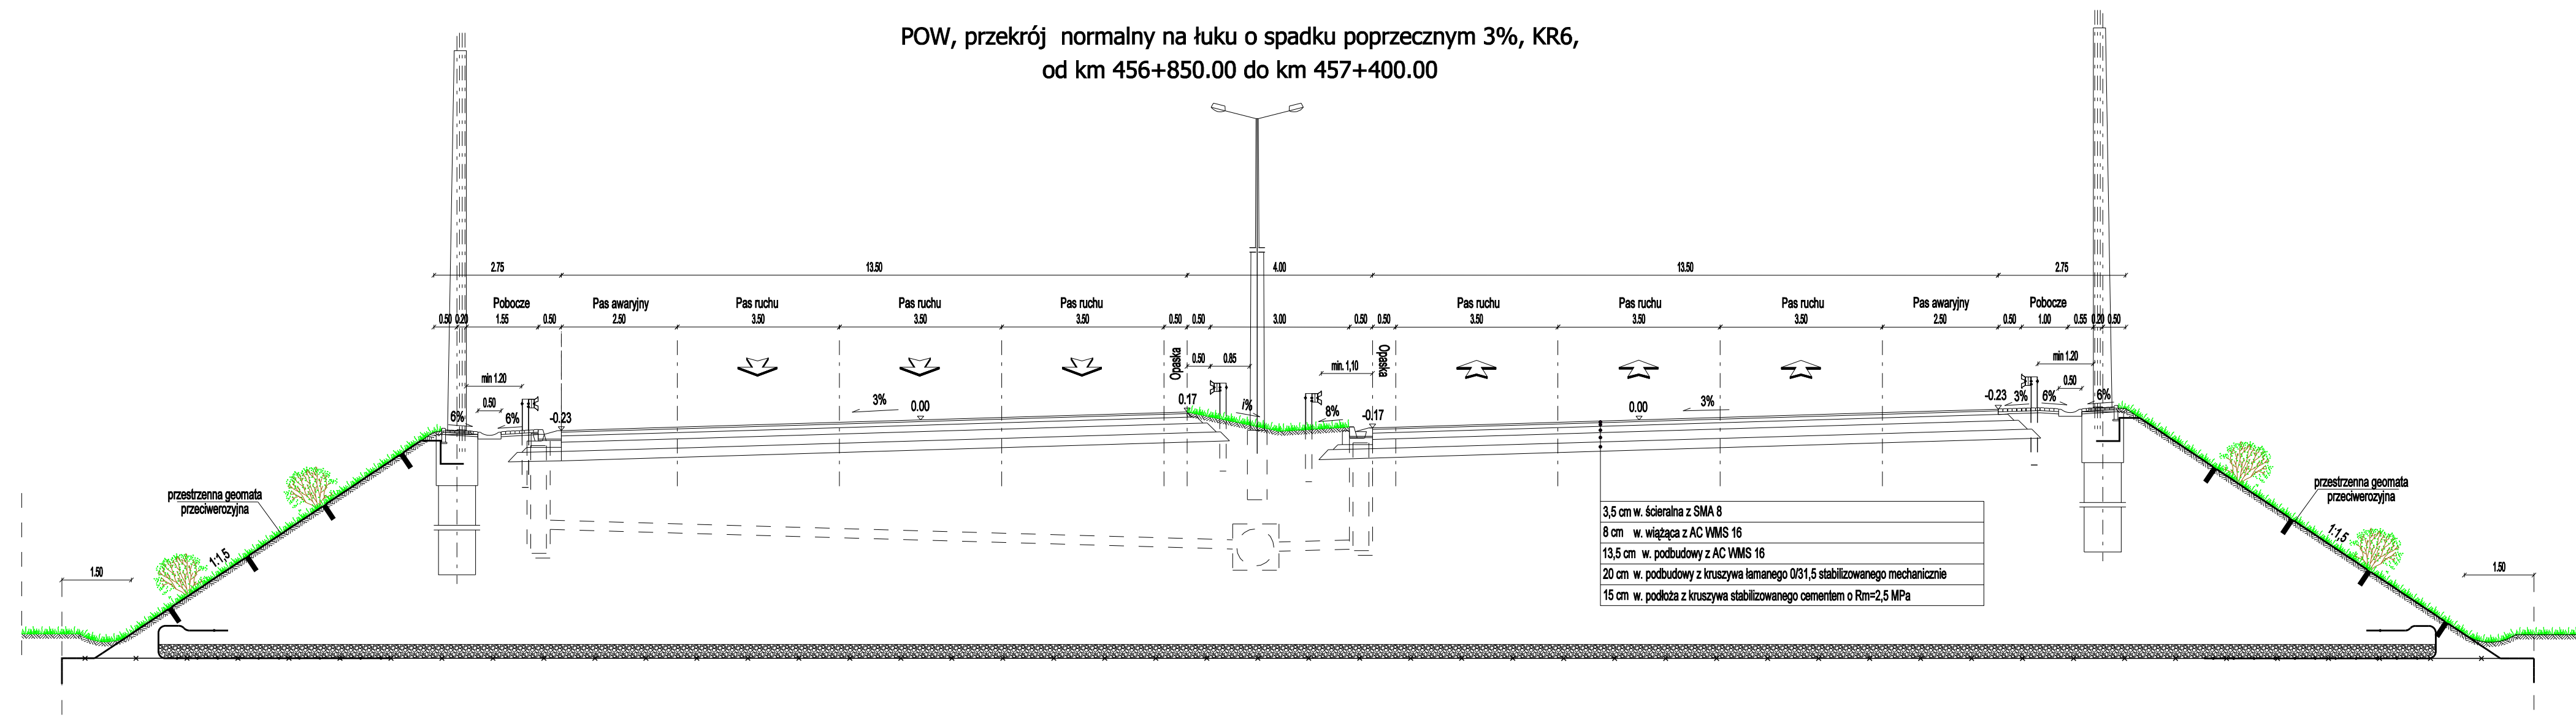 POW, przekrój normalny na łuku o spadku poprzecznym 3%, KR6,
od km 456+850.00 do km 457+400.00
2.75 13.50 4.00 13.50 2.75
Pobocze Pas awaryjny Pas ruchu Pas ruchu Pas ruchu Pas ruchu Pas ruchu Pas ruchu Pas awaryjny Pobocze
0.50 0.20 1.55 0.50 2.50 3.50 3.50 3.50 0.50 0.50 3.00 0.50 0.50 3.50 3.50 3.50 2.50 0.50 1.00 0.55 0.20 0.50
Opaska
0.50 0.85
min. 1,10
Opaska
min 1.20
min 1.20
0.50
0.50
6% 6% -0.23 3% 0.00 0.17 i% 8% -0.17 0.00 3% -0.23 3% 6% 6%
przestrzenna geomata
przeciwerozyjna
1:1,5
1.50
3,5 cm w. ścieralna z SMA 8
8 cm w. wiążąca z AC WMS 16
13,5 cm w. podbudowy z AC WMS 16
20 cm w. podbudowy z kruszywa łamanego 0/31,5 stabilizowanego mechanicznie
15 cm w. podłoża z kruszywa stabilizowanego cementem o Rm=2,5 MPa
przestrzenna geomata
przeciwerozyjna
1:1,5
1.50